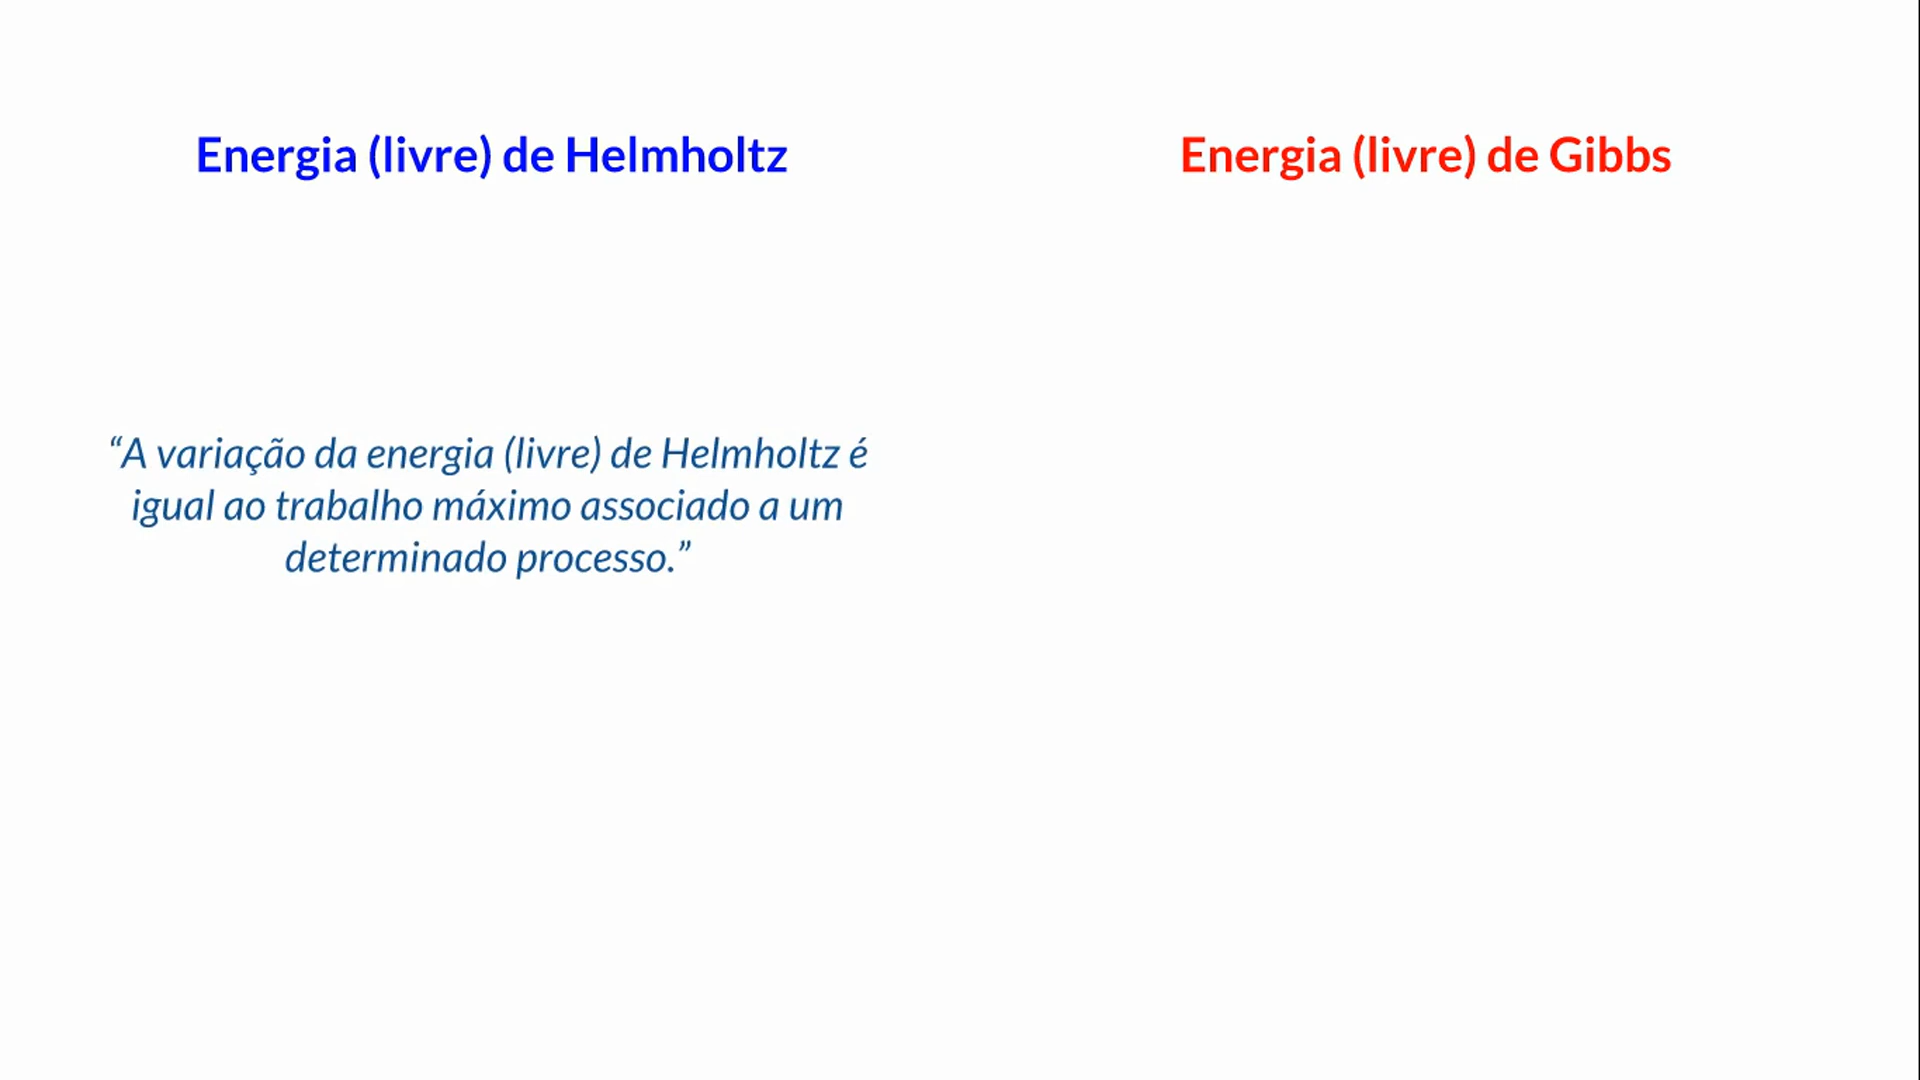 Energia (livre) de Helmholtz
Energia (livre) de Gibbs
“A variação da energia (livre) de Helmholtz é
igual ao trabalho máximo associado a um
determinado processo.”